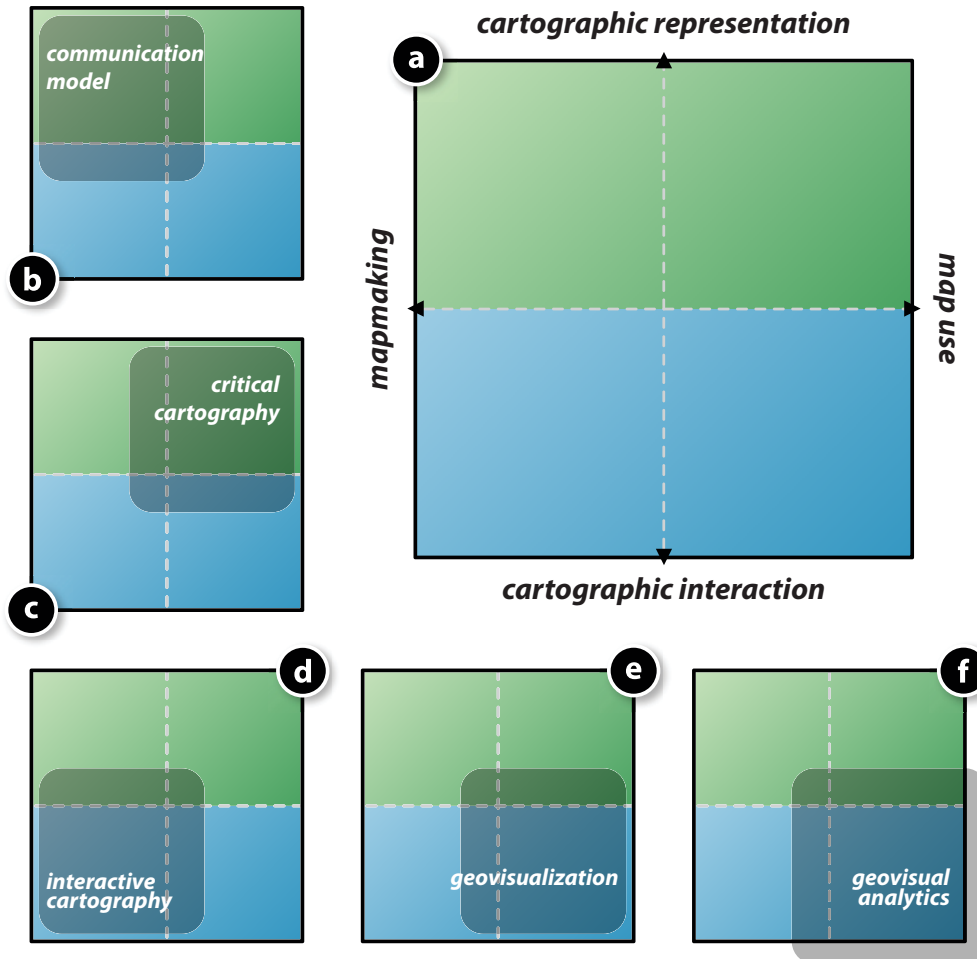 cartographic representation
a
mapmaking
map use
cartographic interaction
communication
model
b
critical
cartography
c
d
interactive
cartography
e
geovisualization
f
geovisual
analytics